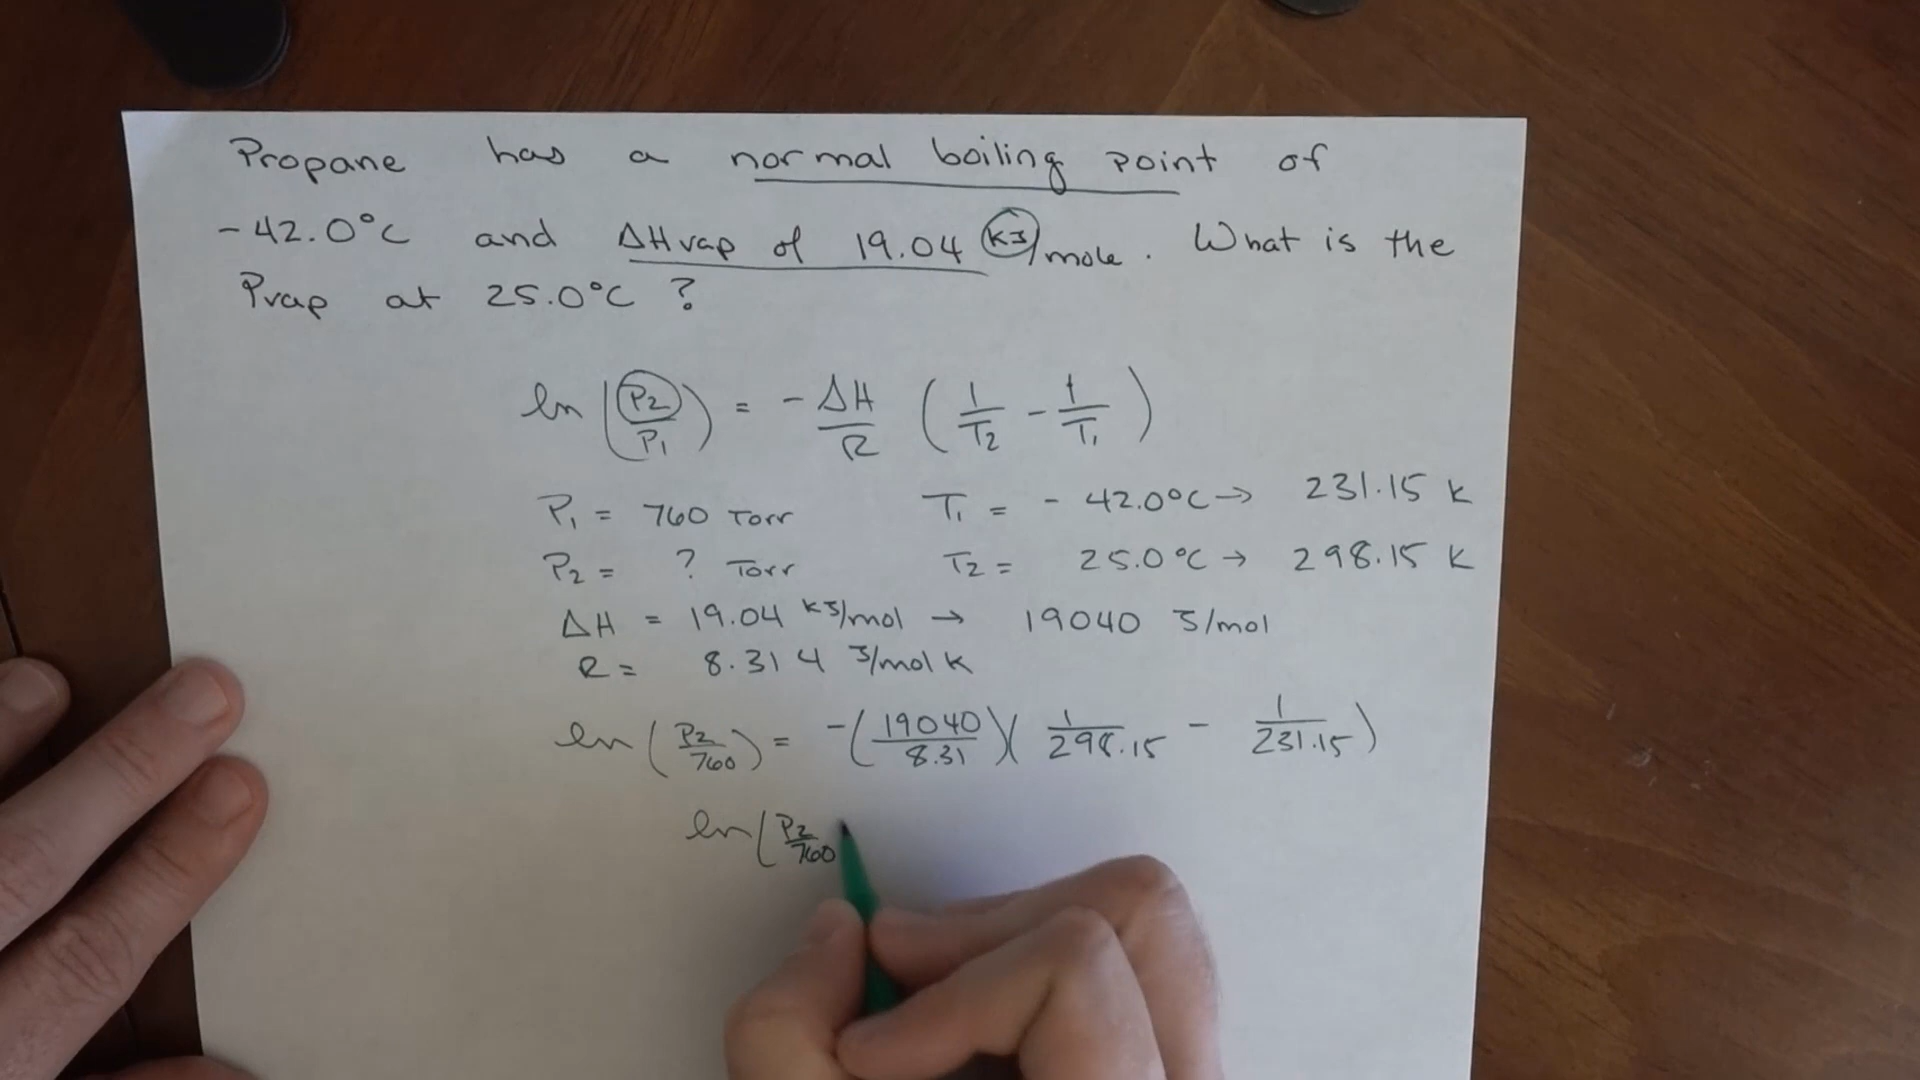 Propane has a normal boiling point of
-42.0°C and ΔHvap of 19.04 kJ/mole. What is the
Pvap at 25.0°C ?
ln(P2/P1) = -ΔH/R (1/T2 - 1/T1)
P1 = 760 Torr T1 = -42.0°C → 231.15 K
P2 = ? Torr T2 = 25.0°C → 298.15 K
ΔH = 19.04 kJ/mol → 19040 J/mol
R = 8.314 J/mol K
ln(P2/760) = -(19040/8.31)(1/298.15 - 1/231.15)
ln(P2/760